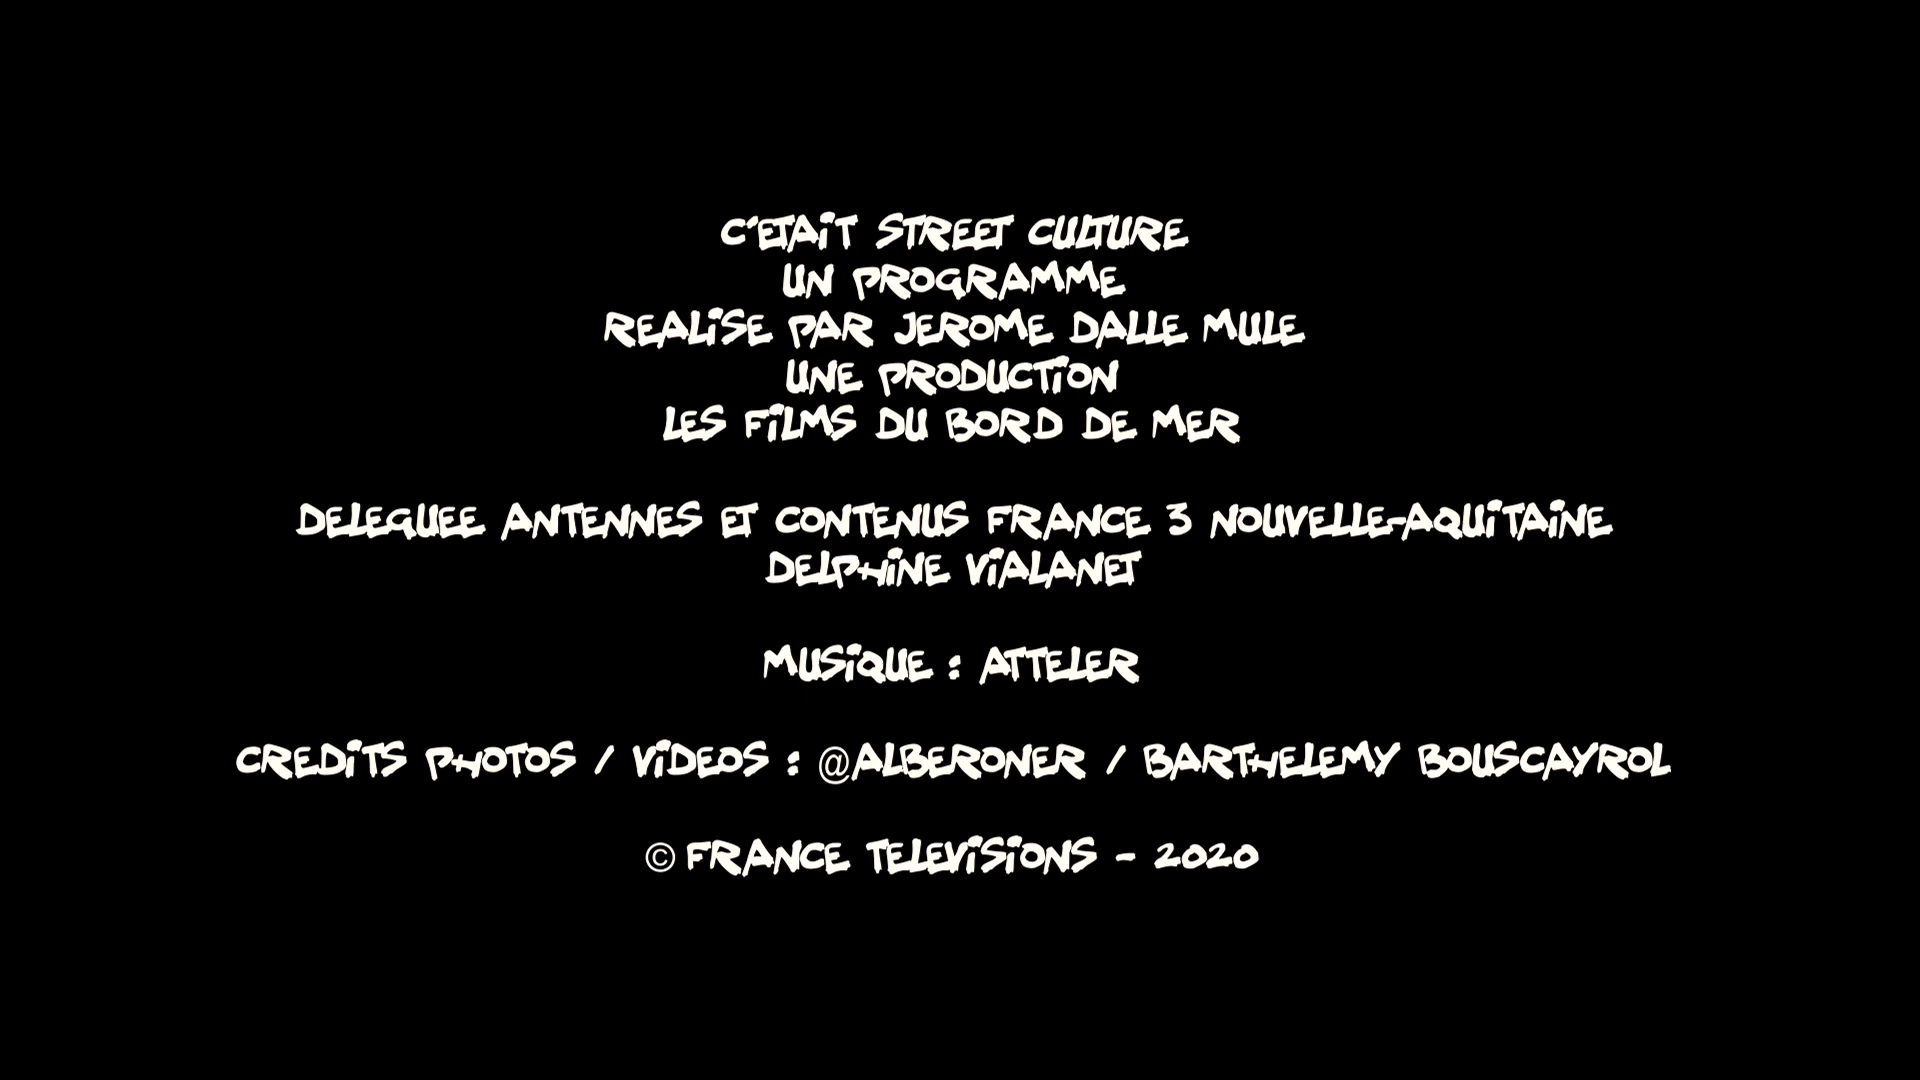 C'ETAIT STREET CULTURE
UN PROGRAMME
REALISE PAR JEROME DALLE MULE
UNE PRODUCTION
LES FILMS DU BORD DE MER
DELEGUEE ANTENNES ET CONTENUS FRANCE 3 NOUVELLE-AQUITAINE
DELPHINE VIALANET
MUSIQUE : ATTELER
CREDITS PHOTOS / VIDEOS : @ALBERONER / BARTHELEMY BOUSCAYROL
© FRANCE TELEVISIONS - 2020